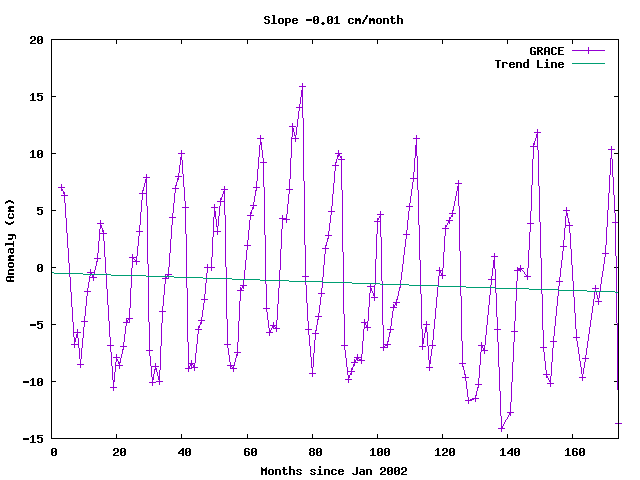 Slope -0.01 cm/month
GRACE
Trend Line
20
15
10
5
0
-5
-10
-15
Anomaly (cm)
0 20 40 60 80 100 120 140 160
Months since Jan 2002